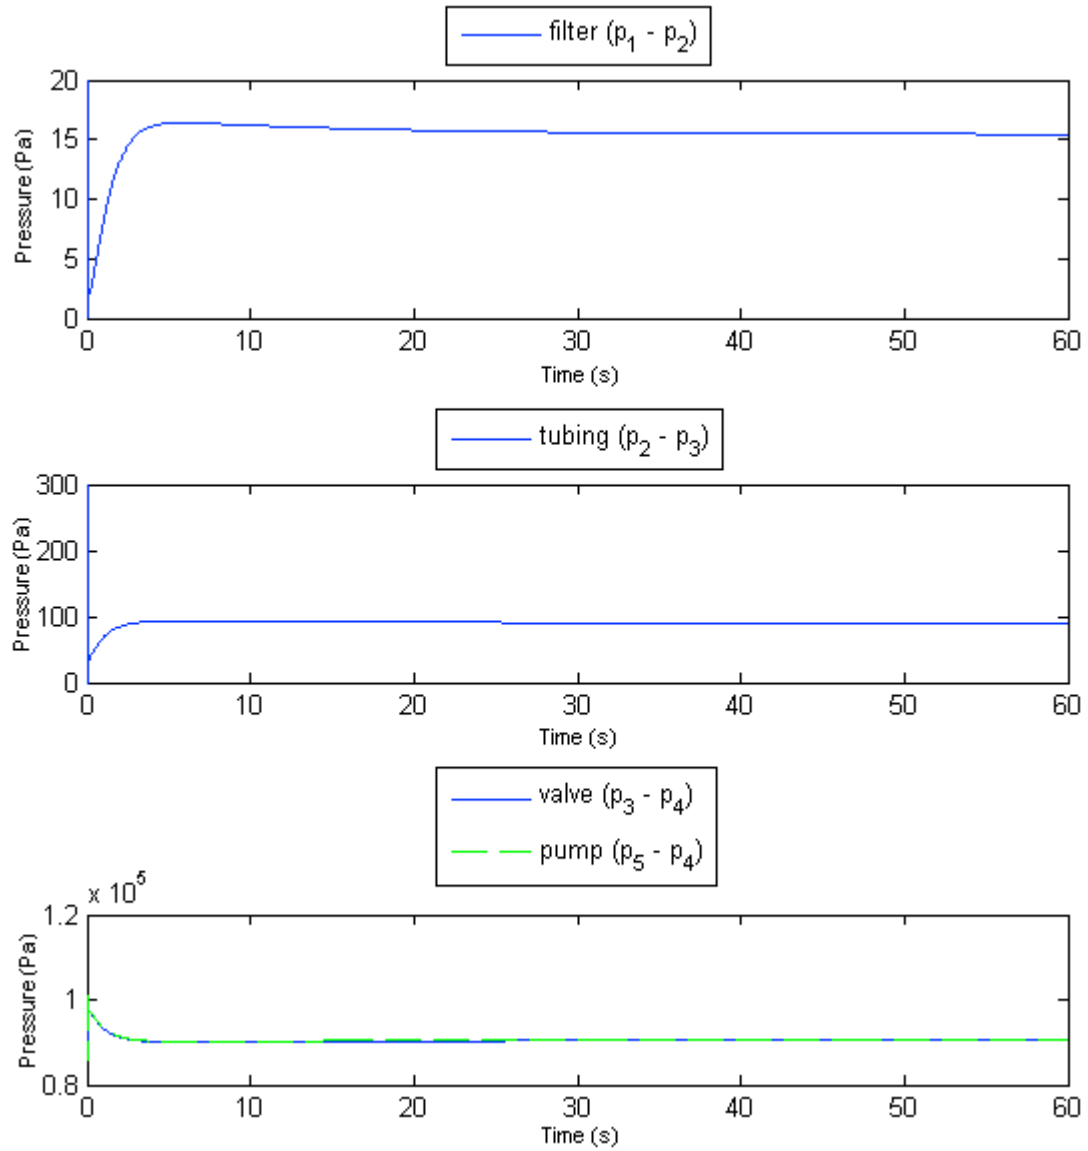 filter (p1 - p2)
20
15
10
5
0
Pressure (Pa)
0 10 20 30 40 50 60
Time (s)
tubing (p2 - p3)
300
200
100
0
Pressure (Pa)
0 10 20 30 40 50 60
Time (s)
valve (p3 - p4)
pump (p5 - p4)
x 10^5
1.2
1
0.8
Pressure (Pa)
0 10 20 30 40 50 60
Time (s)